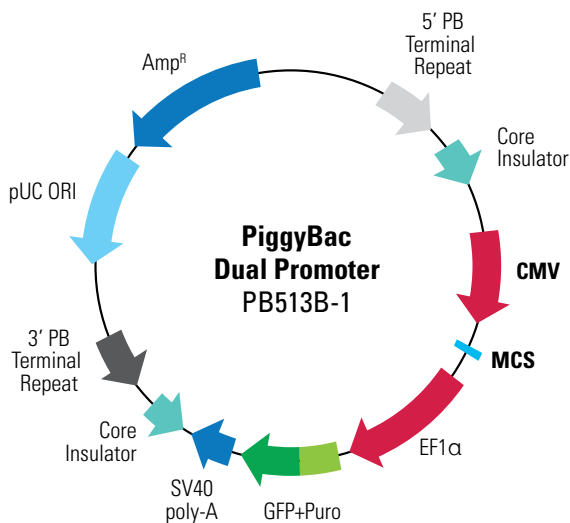 5′ PB
Terminal
Repeat
Core
Insulator
CMV
MCS
EF1α
GFP+Puro
SV40
poly-A
Core
Insulator
3′ PB
Terminal
Repeat
pUC ORI
Ampᴿ
PiggyBac
Dual Promoter
PB513B-1